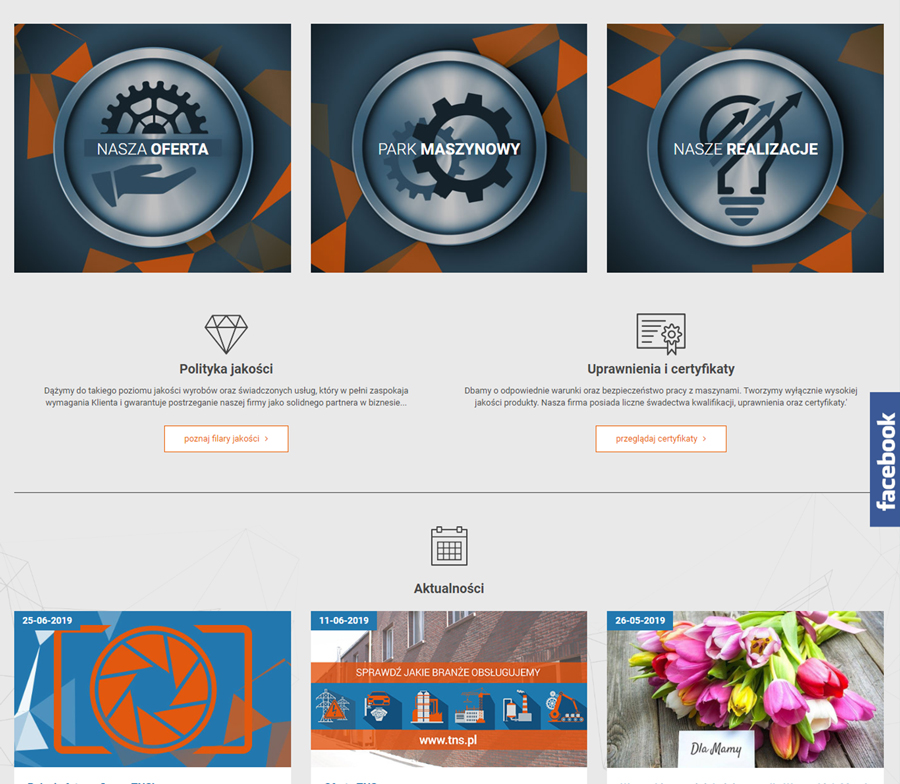 NASZA OFERTA
PARK MASZYNOWY
NASZE REALIZACJE
Polityka jakości
Dążymy do takiego poziomu jakości wyrobów oraz świadczonych usług, który w pełni zaspokaja
wymagania Klienta i gwarantuje postrzeganie naszej firmy jako solidnego partnera w biznesie...
poznaj filary jakości ›
Uprawnienia i certyfikaty
Dbamy o odpowiednie warunki oraz bezpieczeństwo pracy z maszynami. Tworzymy wyłącznie wysokiej
jakości produkty. Nasza firma posiada liczne śwadectwa kwalifikacji, uprawnienia oraz certyfikaty.'
przeglądaj certyfikaty ›
facebook
Aktualności
25-06-2019
11-06-2019
SPRAWDŹ JAKIE BRANŻE OBSŁUGUJEMY
www.tns.pl
26-05-2019
Dla Mamy